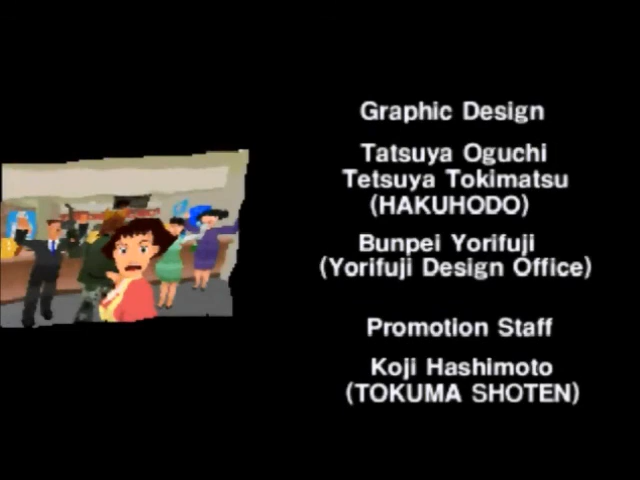 Graphic Design
Tatsuya Oguchi
Tetsuya Tokimatsu
(HAKUHODO)
Bunpei Yorifuji
(Yorifuji Design Office)
Promotion Staff
Koji Hashimoto
(TOKUMA SHOTEN)